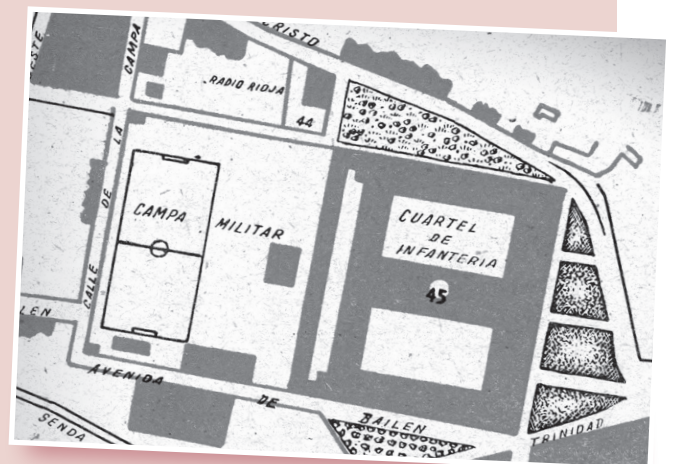 CRISTO
ESTE
CAMPA
RADIO RIOJA
44
LA
DE
CALLE
CAMPA MILITAR
CUARTEL
DE
INFANTERIA
45
LEN
AVENIDA DE BAILEN
SENDA
TRINIDAD